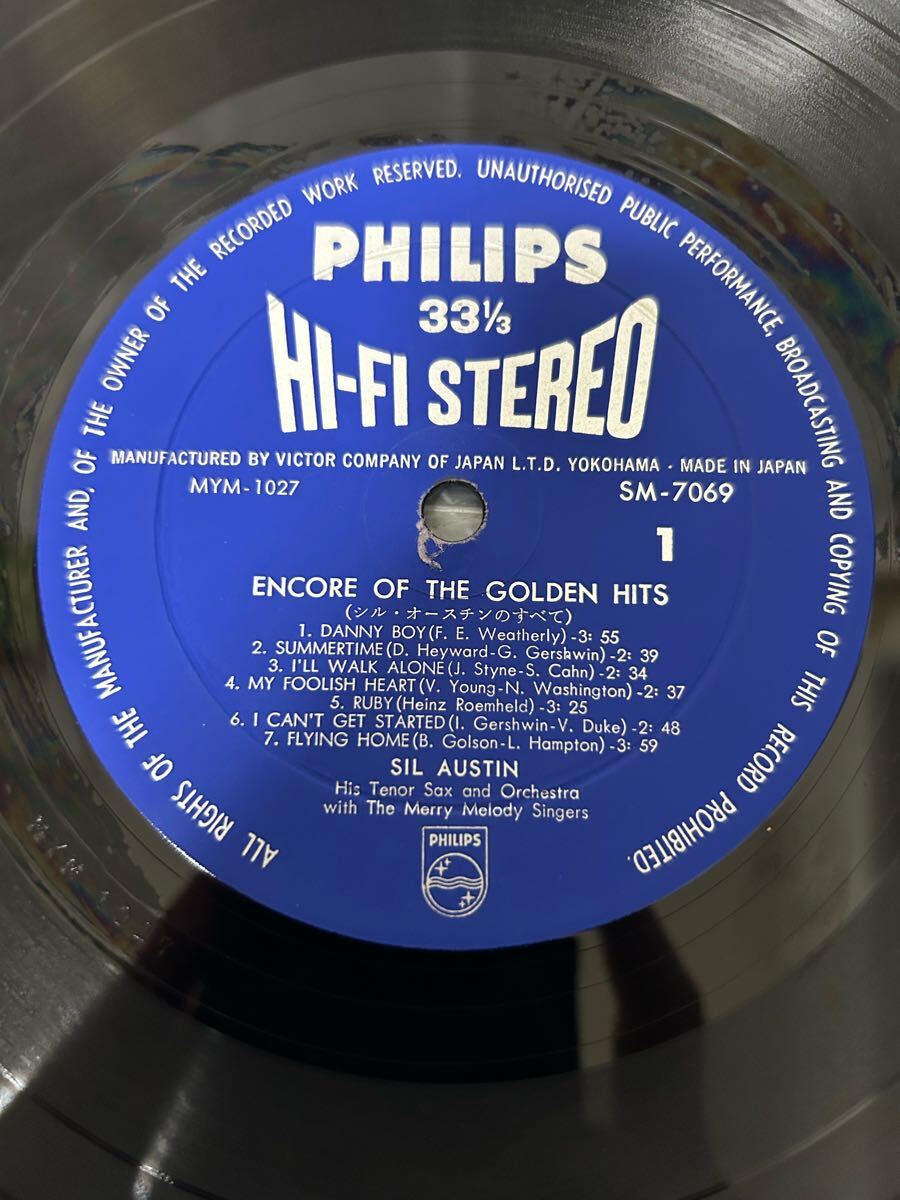 ALL RIGHTS OF THE MANUFACTURER AND, OF THE OWNER OF THE RECORDED WORK RESERVED. UNAUTHORISED PUBLIC PERFORMANCE, BROADCASTING AND COPYING OF THIS RECORD PROHIBITED.
PHILIPS
33⅓
HI-FI STEREO
MANUFACTURED BY VICTOR COMPANY OF JAPAN L.T.D. YOKOHAMA · MADE IN JAPAN
MYM-1027 SM-7069
1
ENCORE OF THE GOLDEN HITS
(シル・オースチンのすべて)
1. DANNY BOY (F. E. Weatherly) -3: 55
2. SUMMERTIME (D. Heyward-G. Gershwin) -2: 39
3. I'LL WALK ALONE (J. Styne-S. Cahn) -2: 34
4. MY FOOLISH HEART (V. Young-N. Washington) -2: 37
5. RUBY (Heinz Roemheld) -3: 25
6. I CAN'T GET STARTED (I. Gershwin-V. Duke) -2: 48
7. FLYING HOME (B. Golson-L. Hampton) -3: 59
SIL AUSTIN
His Tenor Sax and Orchestra
with The Merry Melody Singers
PHILIPS